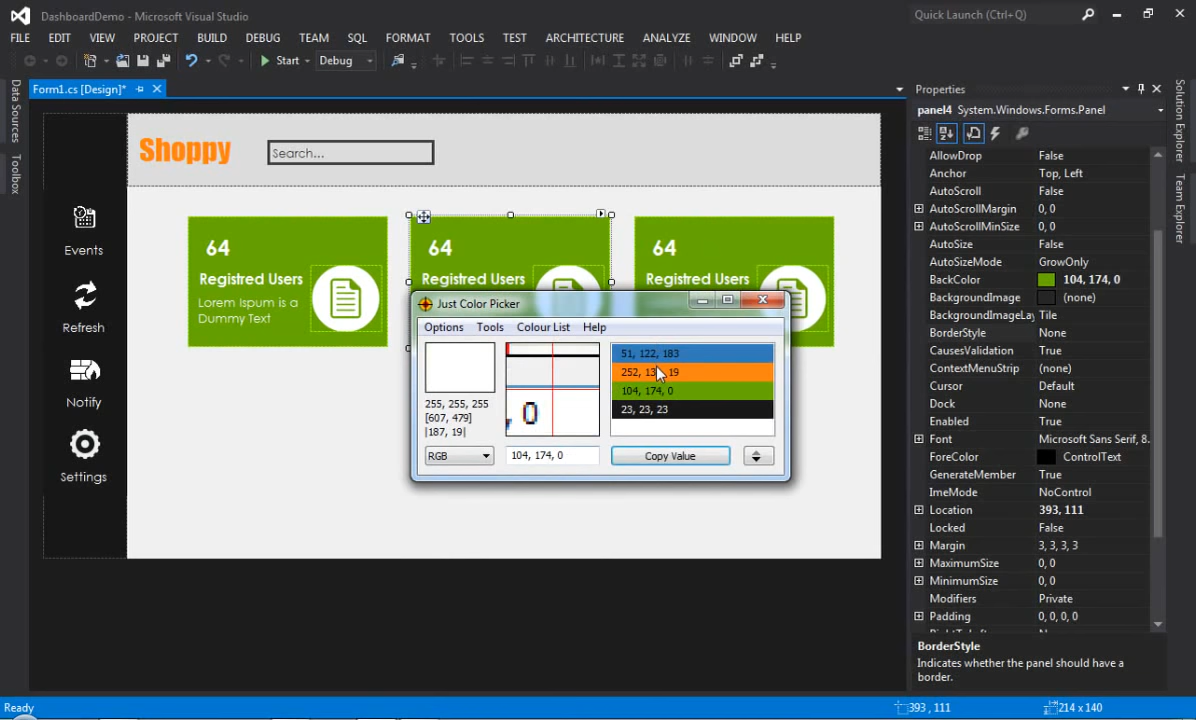 DashboardDemo - Microsoft Visual Studio
Quick Launch (Ctrl+Q)
FILE EDIT VIEW PROJECT BUILD DEBUG TEAM SQL FORMAT TOOLS TEST ARCHITECTURE ANALYZE WINDOW HELP
Start Debug
Data Sources
Toolbox
Form1.cs [Design]*
Shoppy
Search...
Events
Refresh
Notify
Settings
64
Registred Users
Lorem Ispum is a
Dummy Text
64
Registred Users
64
Registred Users
Just Color Picker
Options Tools Colour List Help
255, 255, 255
[607, 479]
|187, 19|
, 0
51, 122, 183
104, 174, 0
23, 23, 23
RGB
104, 174, 0
Copy Value
Properties
panel4 System.Windows.Forms.Panel
AllowDrop False
Anchor Top, Left
AutoScroll False
AutoScrollMargin 0, 0
AutoScrollMinSize 0, 0
AutoSize False
AutoSizeMode GrowOnly
BackColor 104, 174, 0
BackgroundImage (none)
BackgroundImageLay Tile
BorderStyle None
CausesValidation True
ContextMenuStrip (none)
Cursor Default
Dock None
Enabled True
Font Microsoft Sans Serif, 8.
ForeColor ControlText
GenerateMember True
ImeMode NoControl
Location 393, 111
Locked False
Margin 3, 3, 3, 3
MaximumSize 0, 0
MinimumSize 0, 0
Modifiers Private
Padding 0, 0, 0, 0
BorderStyle
Indicates whether the panel should have a
border.
Solution Explorer
Team Explorer
Ready
393 , 111
214 x 140